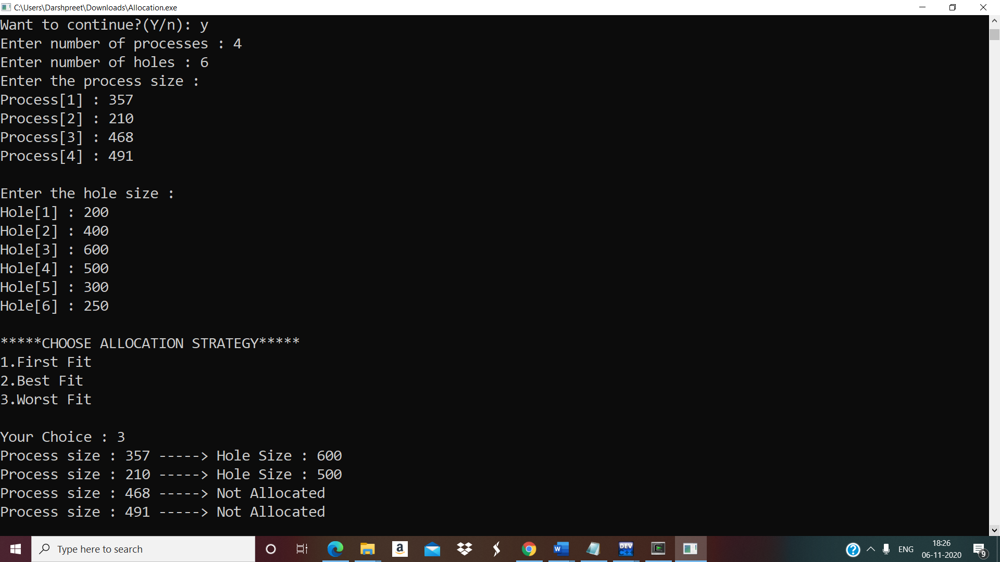 C:\Users\Darshpreet\Downloads\Allocation.exe
Want to continue?(Y/n): y
Enter number of processes : 4
Enter number of holes : 6
Enter the process size :
Process[1] : 357
Process[2] : 210
Process[3] : 468
Process[4] : 491
Enter the hole size :
Hole[1] : 200
Hole[2] : 400
Hole[3] : 600
Hole[4] : 500
Hole[5] : 300
Hole[6] : 250
*****CHOOSE ALLOCATION STRATEGY*****
1.First Fit
2.Best Fit
3.Worst Fit
Your Choice : 3
Process size : 357 -----> Hole Size : 600
Process size : 210 -----> Hole Size : 500
Process size : 468 -----> Not Allocated
Process size : 491 -----> Not Allocated
Type here to search
a
W
DEV
C++
?
ENG
18:26
06-11-2020
9